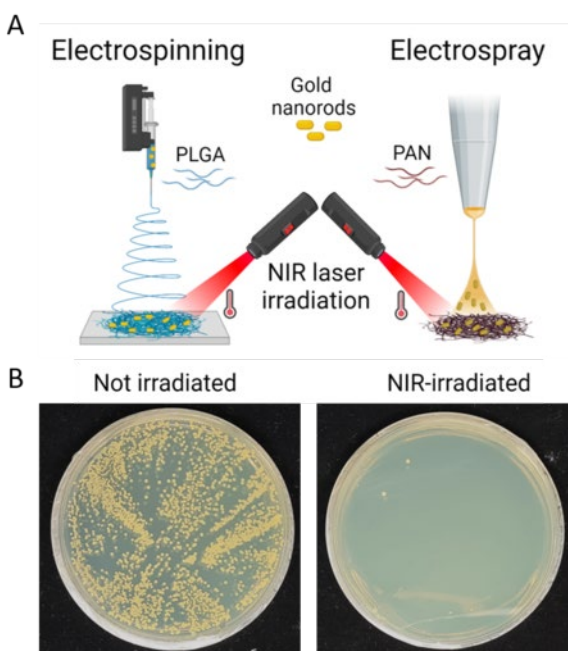 A
Electrospinning
Electrospray
Gold
nanorods
PLGA
PAN
NIR laser
irradiation
B
Not irradiated
NIR-irradiated